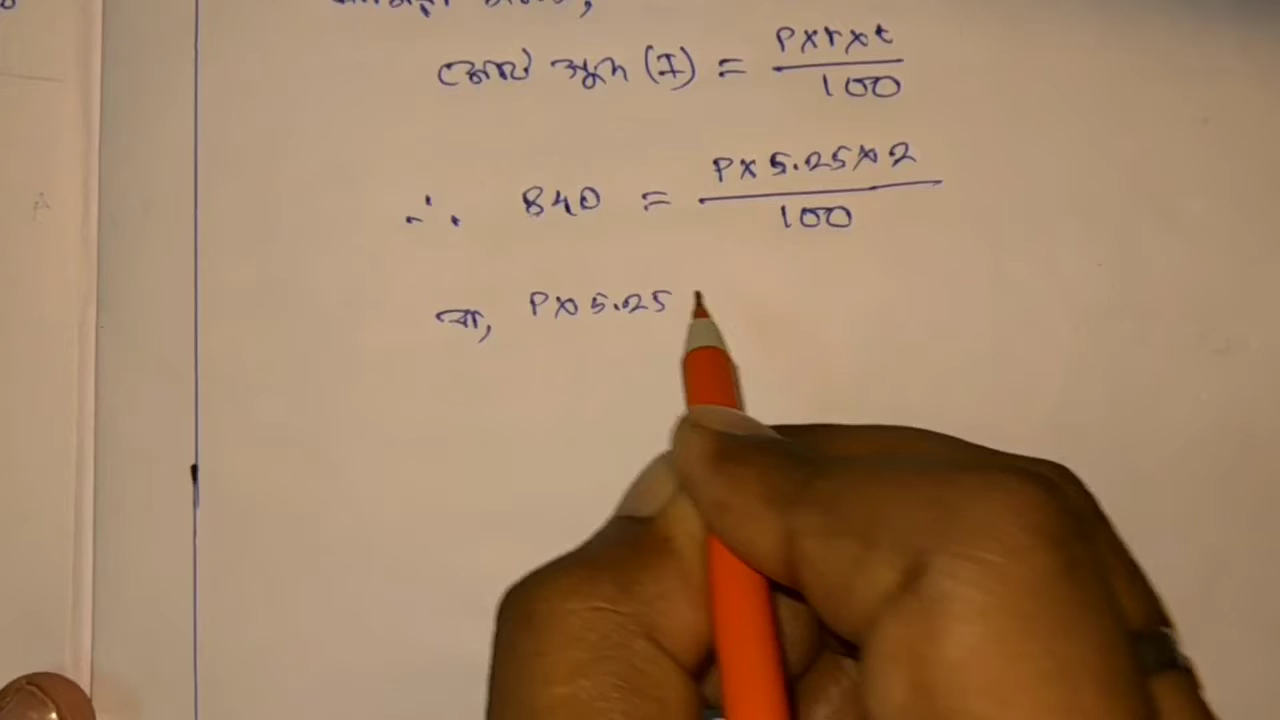 মোট সুদ (I) = P×r×t / 100
∴ 840 = P×5.25×2 / 100
বা, P×5.25